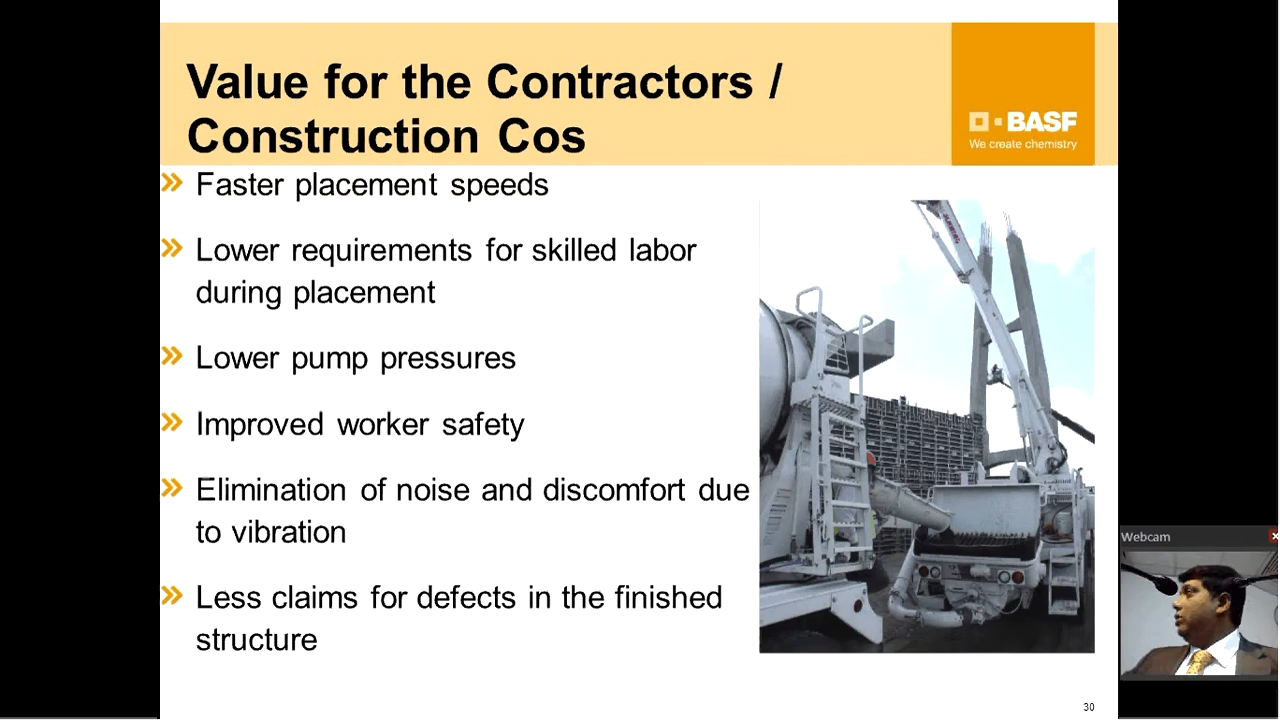 Value for the Contractors /
Construction Cos
BASF
We create chemistry
Faster placement speeds
Lower requirements for skilled labor
during placement
Lower pump pressures
Improved worker safety
Elimination of noise and discomfort due
to vibration
Less claims for defects in the finished
structure
Webcam
30